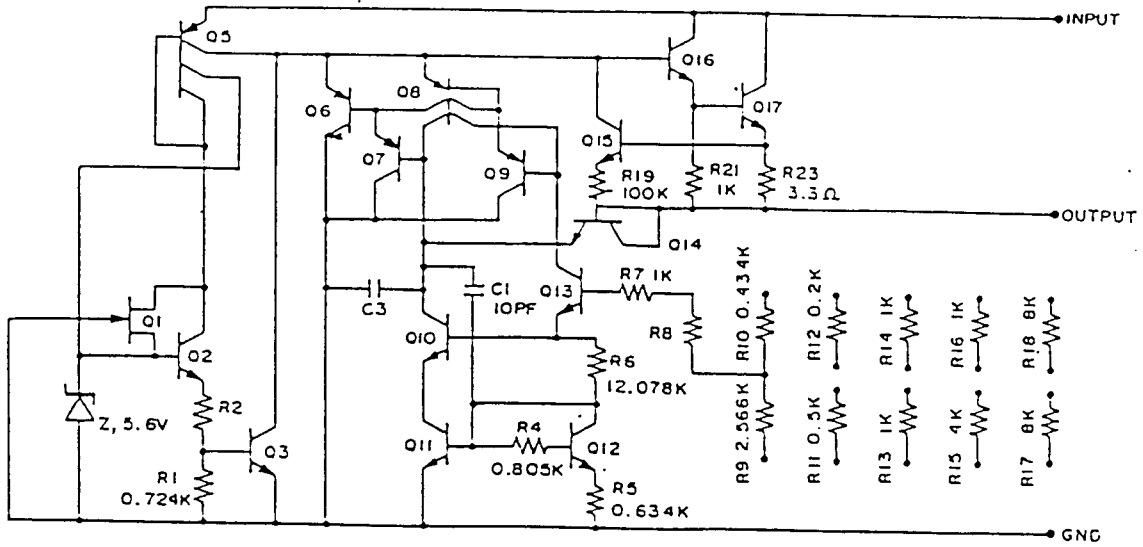 INPUT
Q5
Q16
Q8
Q6
Q17
Q7
Q15
Q9
R19
100K
R21
1K
R23
3.3Ω
OUTPUT
Q14
Q1
Q2
C3
C1
10PF
Q13
R7 1K
R8
R10 0.434K
R12 0.2K
R14 1K
R16 1K
R18 8K
Q10
R6
12.078K
Z, 5.6V
R2
Q3
Q11
R4
0.805K
Q12
R9 2.566K
R11 0.5K
R13 1K
R15 4K
R17 8K
R1
0.724K
R5
0.634K
GND